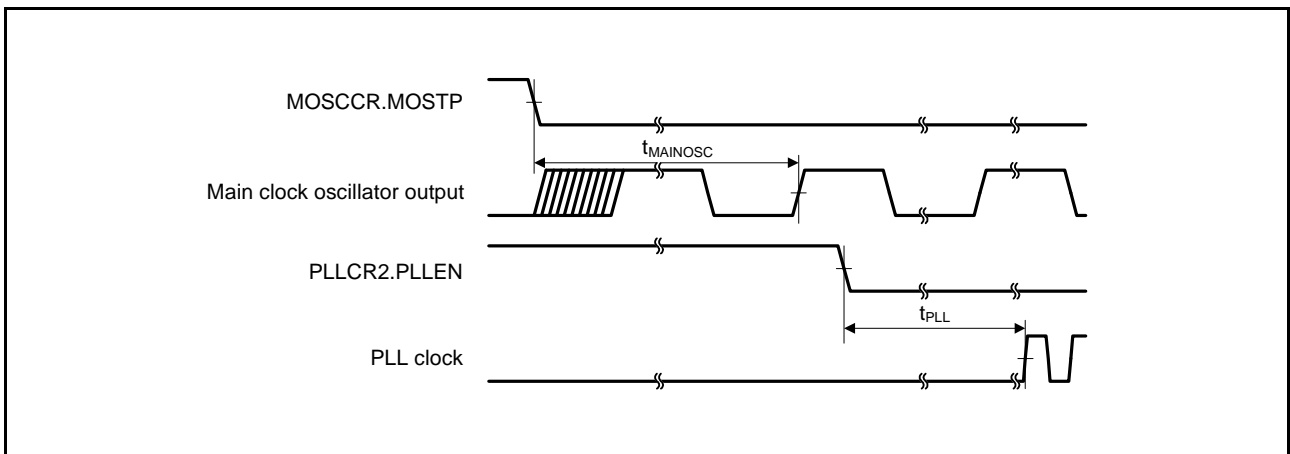 MOSCCR.MOSTP
tMAINOSC
Main clock oscillator output
PLLCR2.PLLEN
tPLL
PLL clock